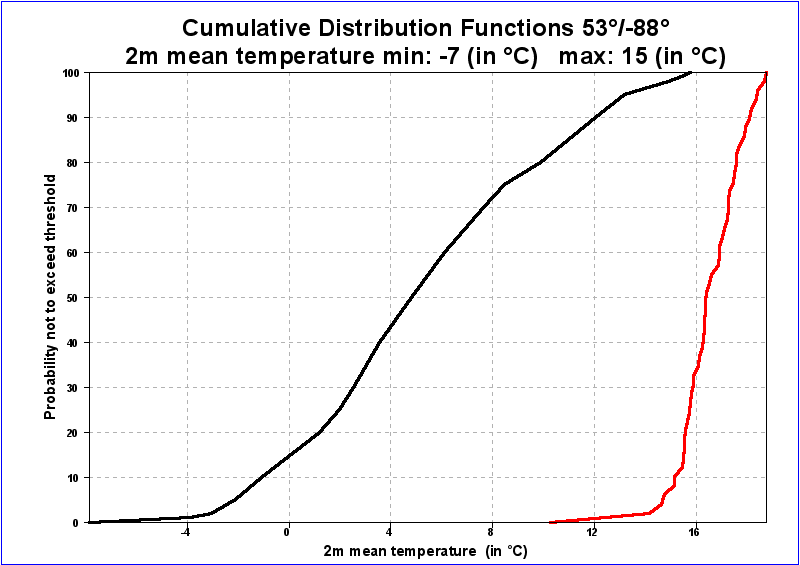 Cumulative Distribution Functions 53°/-88°
2m mean temperature min: -7 (in °C)   max: 15 (in °C)
Probability not to exceed threshold
100
90
80
70
60
50
40
30
20
10
0
-4 0 4 8 12 16
2m mean temperature  (in °C)